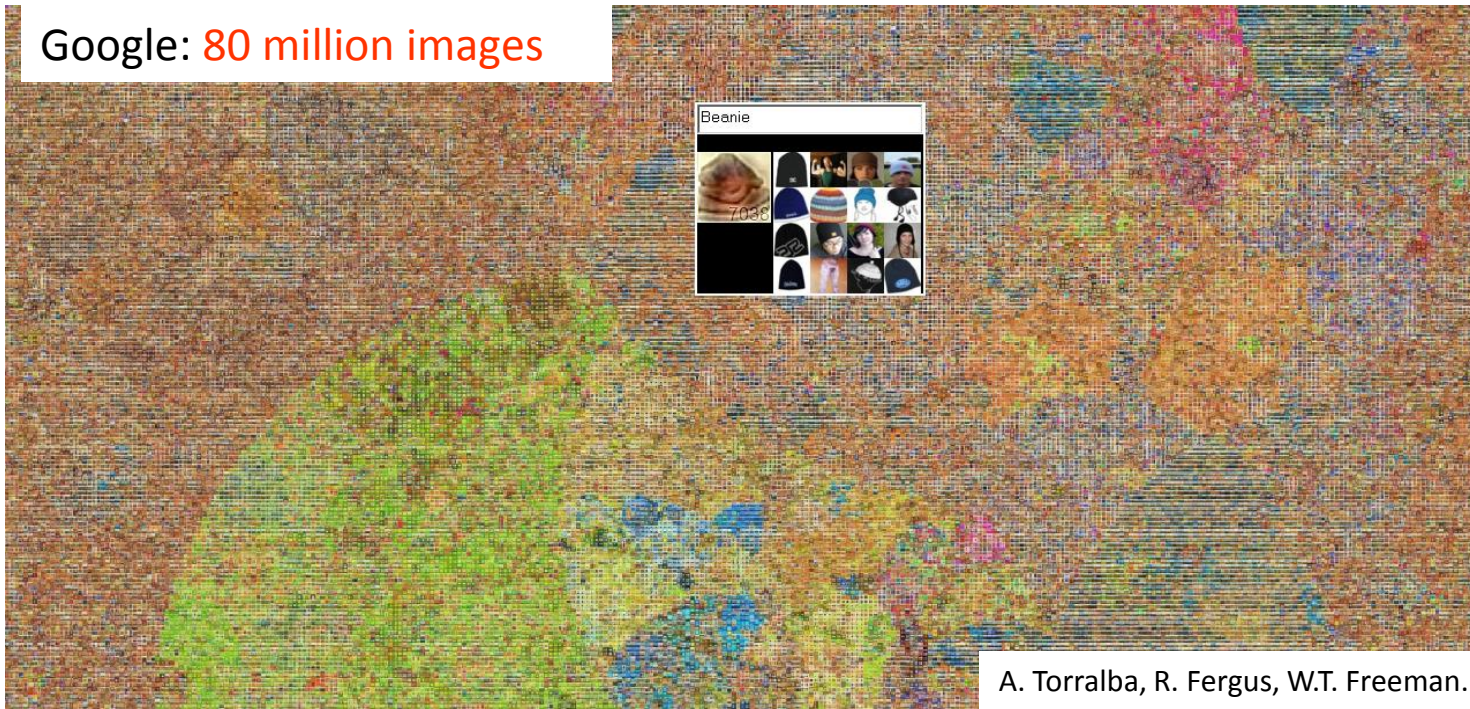 Google: 80 million images
Beanie
7038
A. Torralba, R. Fergus, W.T. Freeman.